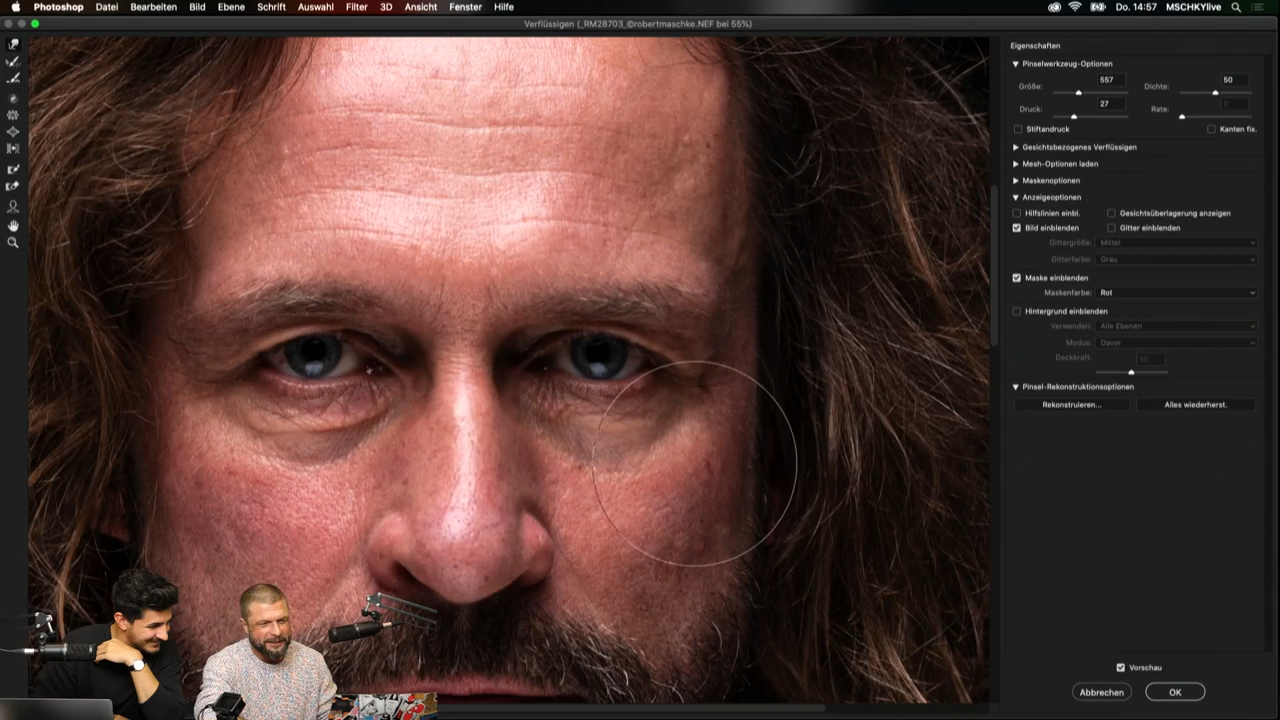 Photoshop Datei Bearbeiten Bild Ebene Schrift Auswahl Filter 3D Ansicht Fenster Hilfe Do. 14:57 MSCHKYlive
Verflüssigen (_RM28703_©robertmaschke.NEF bei 55%)
Eigenschaften
Pinselwerkzeug-Optionen
Größe: 557 Dichte: 50
Druck: 27 Rate:
Stiftandruck Kanten fix.
Gesichtsbezogenes Verflüssigen
Mesh-Optionen laden
Maskenoptionen
Anzeigeoptionen
Hilfslinien einbl. Gesichtsüberlagerung anzeigen
Bild einblenden Gitter einblenden
Gittergröße: Mittel
Gitterfarbe: Grau
Maske einblenden
Maskenfarbe: Rot
Hintergrund einblenden
Verwenden: Alle Ebenen
Modus: Davor
Deckkraft:
Pinsel-Rekonstruktionsoptionen
Rekonstruieren... Alles wiederherst.
Vorschau
Abbrechen OK